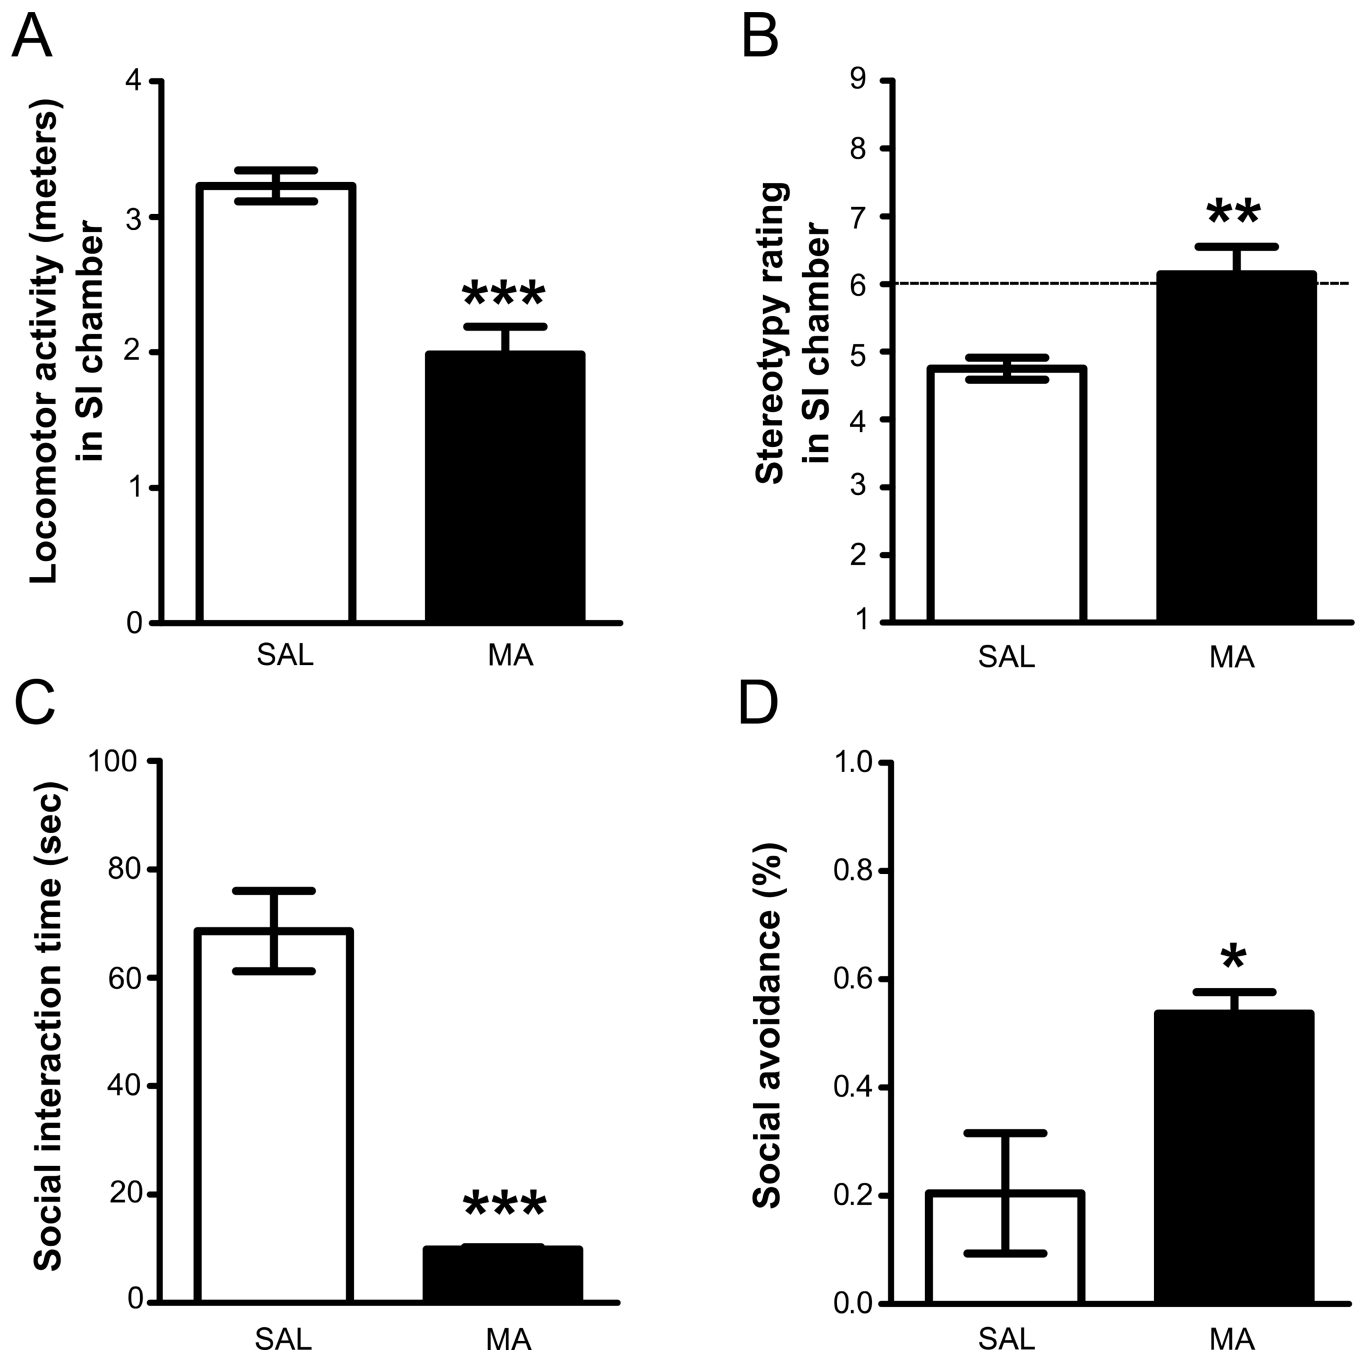 A
Locomotor activity (meters)
in SI chamber
4
3
2
1
0
***
SAL
MA
B
Stereotypy rating
in SI chamber
9
8
7
6
5
4
3
2
1
**
SAL
MA
C
Social interaction time (sec)
100
80
60
40
20
0
***
SAL
MA
D
Social avoidance (%)
1.0
0.8
0.6
0.4
0.2
0.0
*
SAL
MA